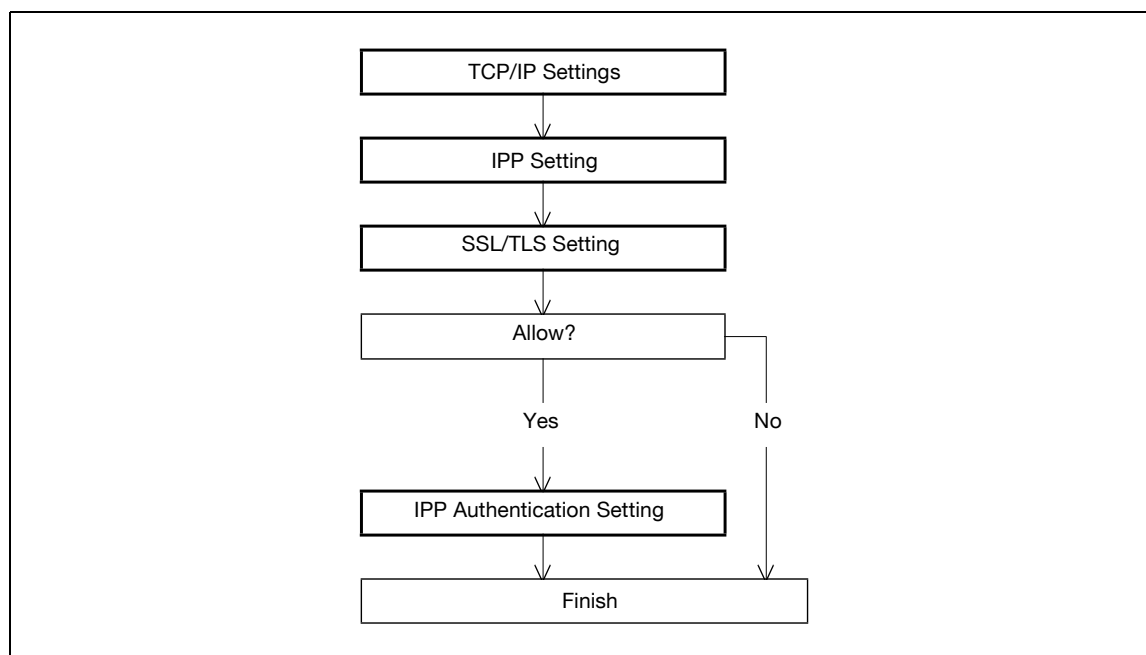 TCP/IP Settings
IPP Setting
SSL/TLS Setting
Allow?
Yes
No
IPP Authentication Setting
Finish